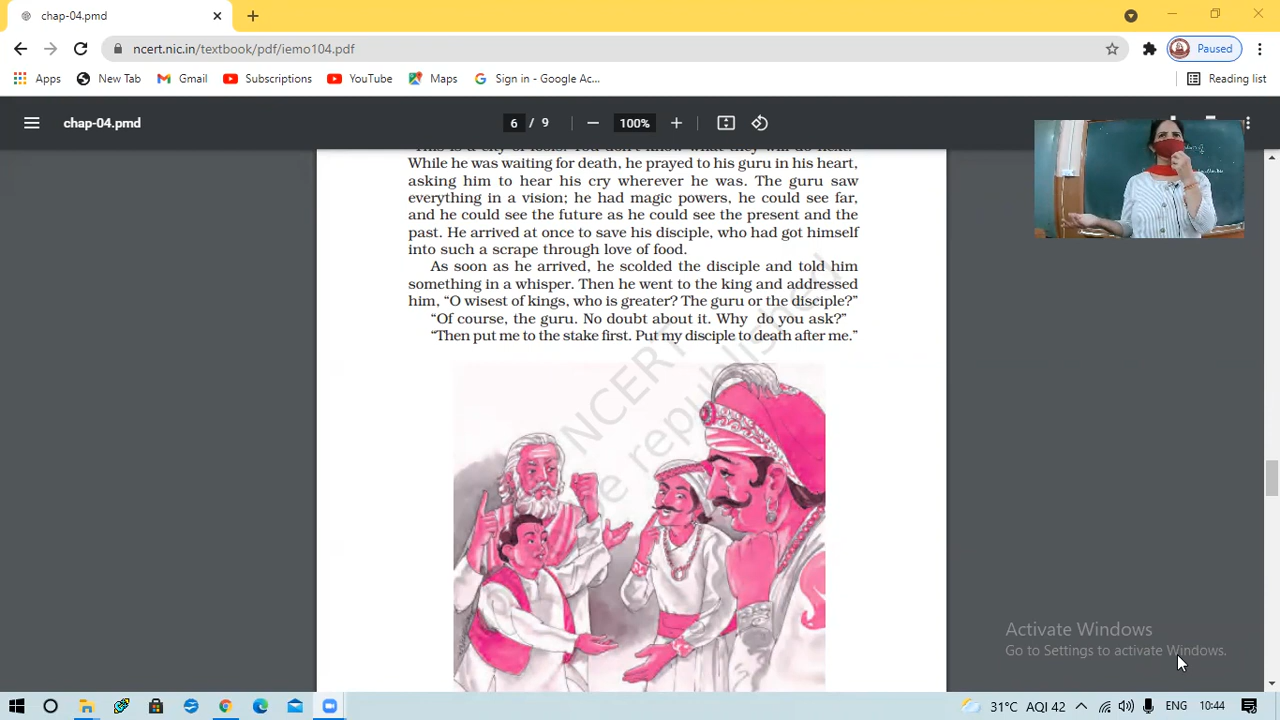 chap-04.pmd
ncert.nic.in/textbook/pdf/iemo104.pdf
Paused
Apps
New Tab
Gmail
Subscriptions
YouTube
Maps
Sign in - Google Ac...
Reading list
chap-04.pmd
6 / 9
100%
While he was waiting for death, he prayed to his guru in his heart,
asking him to hear his cry wherever he was. The guru saw
everything in a vision; he had magic powers, he could see far,
and he could see the future as he could see the present and the
past. He arrived at once to save his disciple, who had got himself
into such a scrape through love of food.
As soon as he arrived, he scolded the disciple and told him
something in a whisper. Then he went to the king and addressed
him, “O wisest of kings, who is greater? The guru or the disciple?”
“Of course, the guru. No doubt about it. Why do you ask?”
“Then put me to the stake first. Put my disciple to death after me.”
NCERT
be republished
Activate Windows
Go to Settings to activate Windows.
31°C AQI 42
ENG
10:44